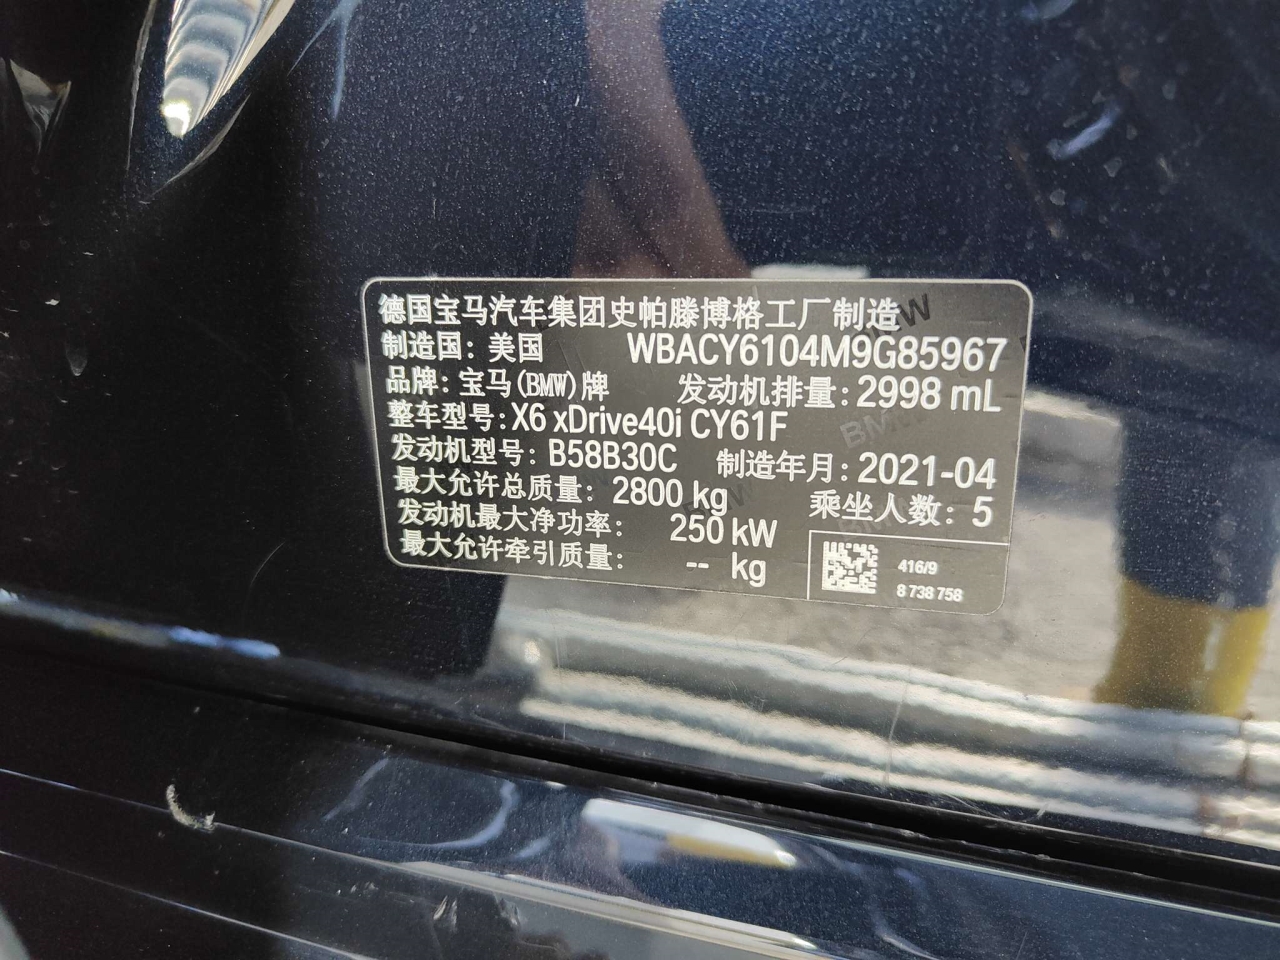 德国宝马汽车集团史帕滕博格工厂制造
制造国: 美国 WBACY6104M9G85967
品牌: 宝马(BMW)牌 发动机排量: 2998 mL
整车型号: X6 xDrive40i CY61F
发动机型号: B58B30C 制造年月: 2021-04
最大允许总质量: 2800 kg 乘坐人数: 5
发动机最大净功率: 250 kW
最大允许牵引质量: -- kg
416/9
8 738 758